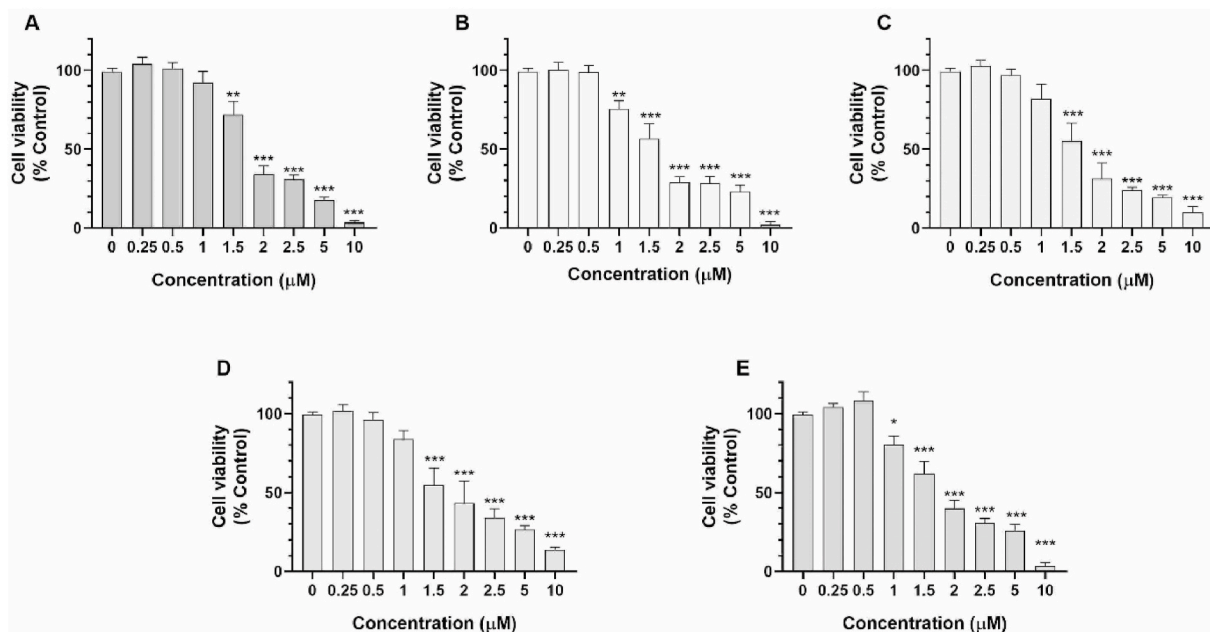 A
Cell viability
(% Control)
100
50
0
** *** *** *** ***
0 0.25 0.5 1 1.5 2 2.5 5 10
Concentration (μM)
B
Cell viability
(% Control)
100
50
0
** *** *** *** *** ***
0 0.25 0.5 1 1.5 2 2.5 5 10
Concentration (μM)
C
Cell viability
(% Control)
100
50
0
*** *** *** *** ***
0 0.25 0.5 1 1.5 2 2.5 5 10
Concentration (μM)
D
Cell viability
(% Control)
100
50
0
*** *** *** *** ***
0 0.25 0.5 1 1.5 2 2.5 5 10
Concentration (μM)
E
Cell viability
(% Control)
100
50
0
* *** *** *** *** ***
0 0.25 0.5 1 1.5 2 2.5 5 10
Concentration (μM)